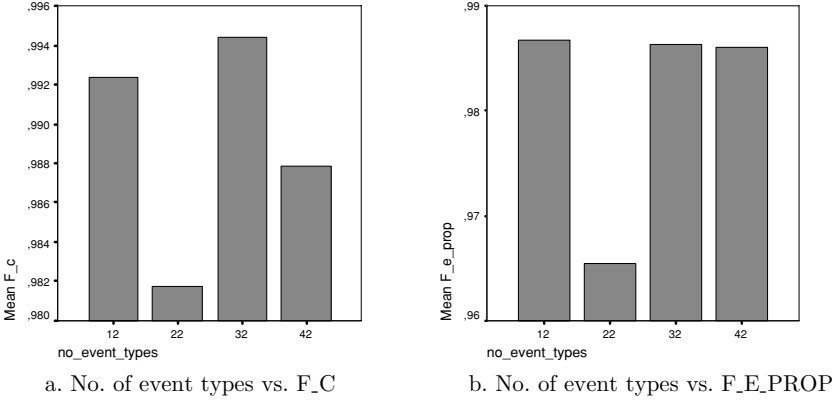 ,996
,994
,992
,990
,988
,986
,984
,982
,980
Mean F_c
12 22 32 42
no_event_types
a. No. of event types vs. F_C
,99
,98
,97
,96
Mean F_e_prop
12 22 32 42
no_event_types
b. No. of event types vs. F_E_PROP